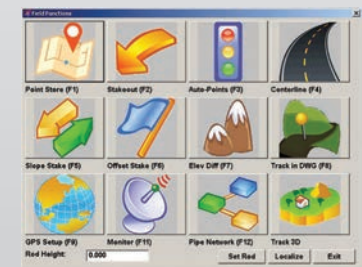 Field Functions
Point Store (F1) Stakeout (F2) Auto-Points (F3) Centerline (F4)
Slope Stake (F5) Offset Stake (F6) Elev Diff (F7) Track in DWG (F8)
GPS Setup (F9) Monitor (F11) Pipe Network (F12) Track 3D
Rod Height: 0.000 Set Rod Localize Exit